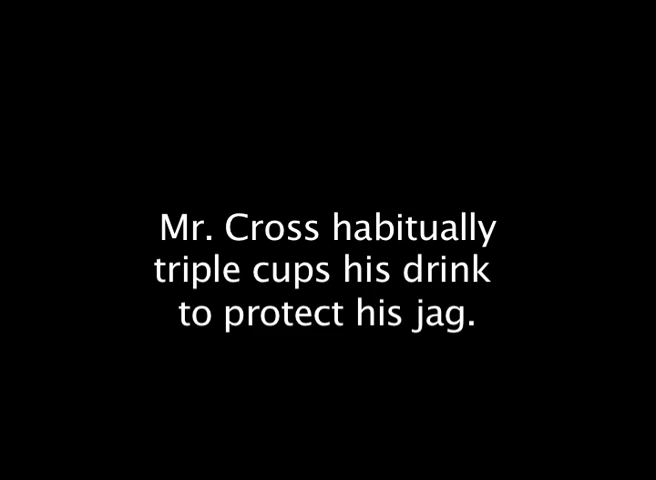 Mr. Cross habitually
triple cups his drink
to protect his jag.